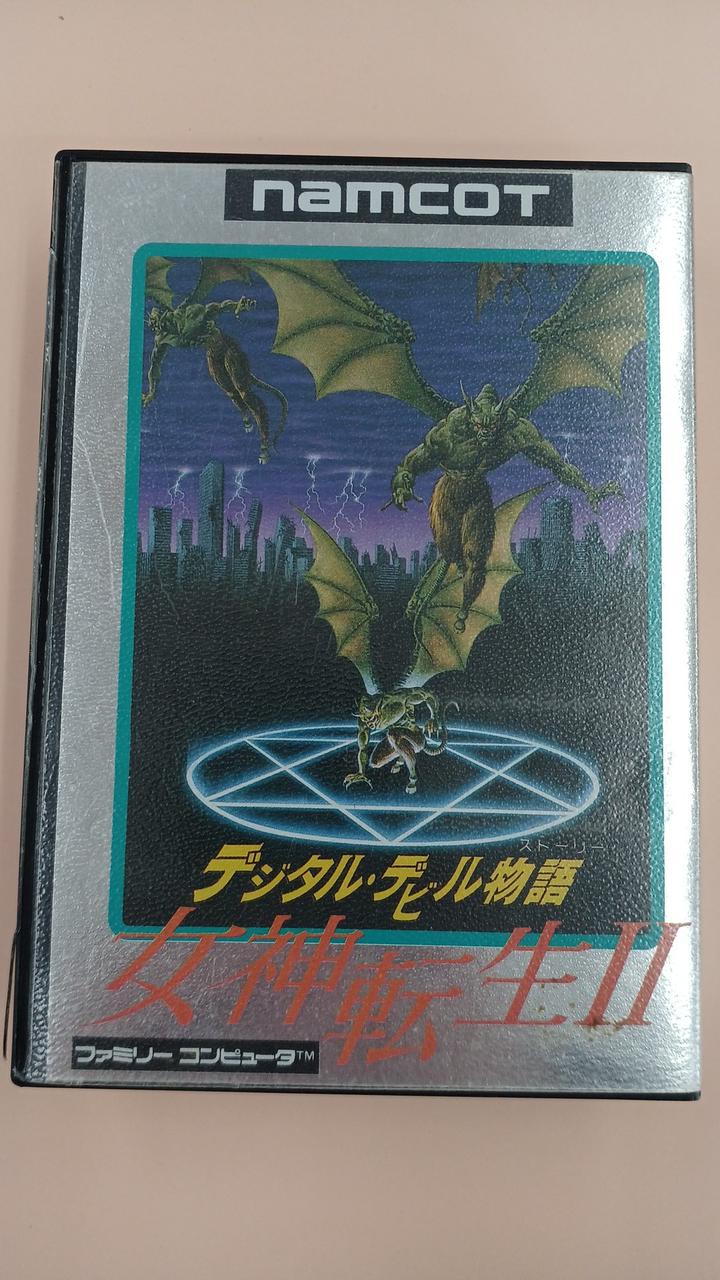 namcot
ストーリー
デジタル・デビル物語
女神転生II
ファミリー コンピュータ™